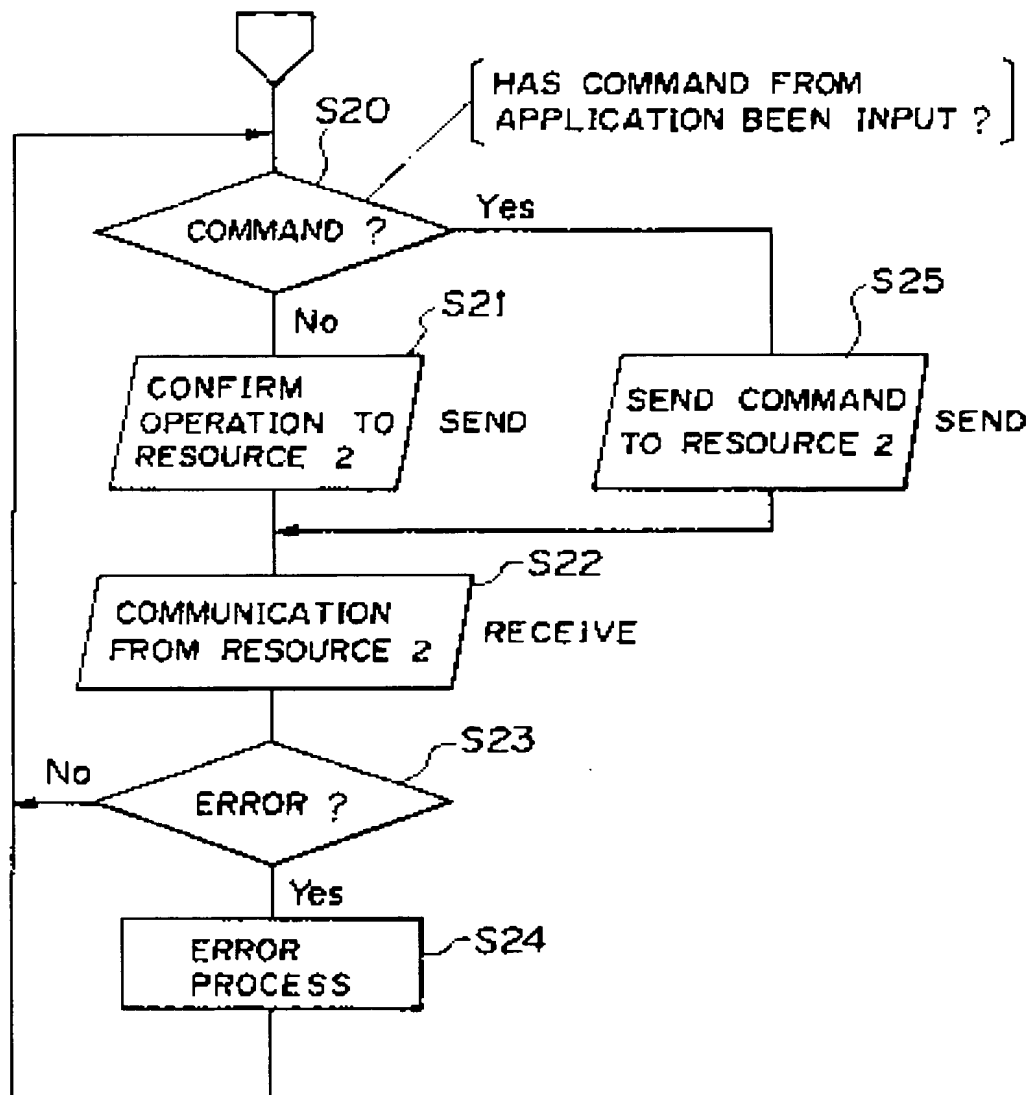 HAS COMMAND FROM
APPLICATION BEEN INPUT ?
S20
COMMAND ?
Yes
No
S21
S25
CONFIRM
OPERATION TO
RESOURCE 2
SEND
SEND COMMAND
TO RESOURCE 2
SEND
S22
COMMUNICATION
FROM RESOURCE 2
RECEIVE
S23
No
ERROR ?
Yes
S24
ERROR
PROCESS